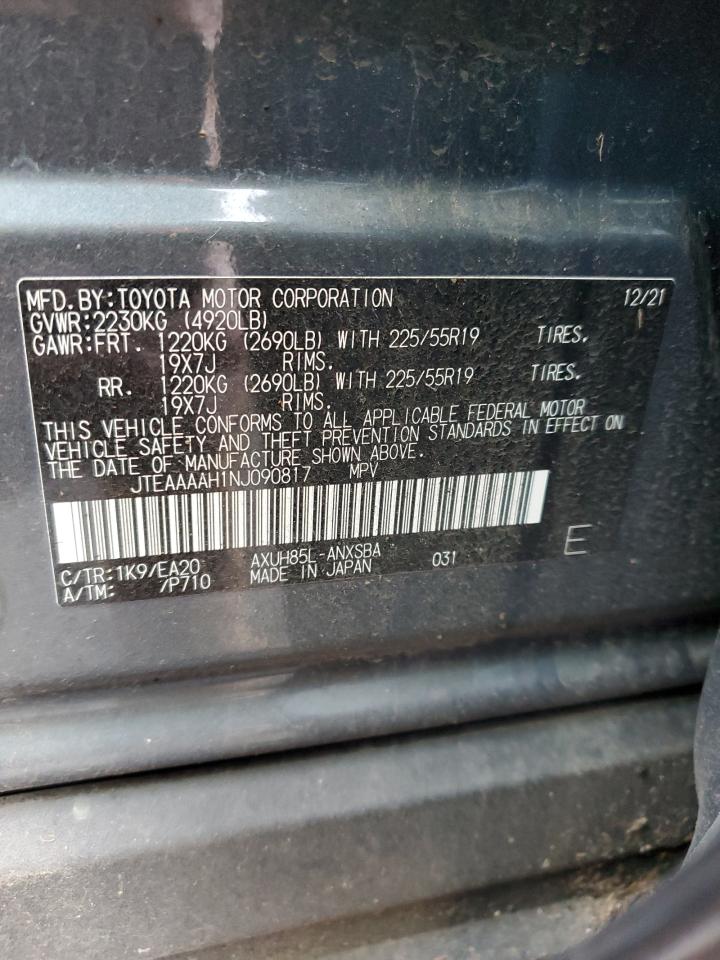 MFD.BY:TOYOTA MOTOR CORPORATION 12/21
GVWR:2230KG (4920LB)
GAWR:FRT. 1220KG (2690LB) WITH 225/55R19 TIRES.
19X7J RIMS.
RR. 1220KG (2690LB) WITH 225/55R19 TIRES.
19X7J RIMS.
THIS VEHICLE CONFORMS TO ALL APPLICABLE FEDERAL MOTOR
VEHICLE SAFETY AND THEFT PREVENTION STANDARDS IN EFFECT ON
THE DATE OF MANUFACTURE SHOWN ABOVE.
JTEAAAAH1NJ090817 MPV
C/TR:1K9/EA20 AXUH85L-ANXSBA 031 E
A/TM: /P710 MADE IN JAPAN